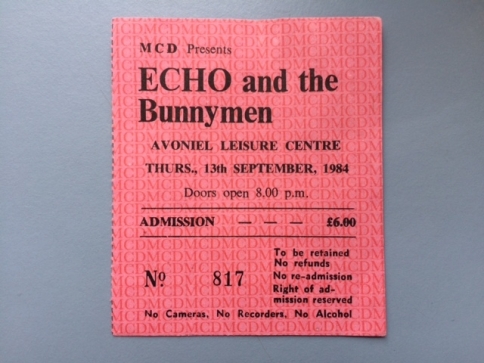 MCD Presents
ECHO and the
Bunnymen
AVONIEL LEISURE CENTRE
THURS., 13th SEPTEMBER, 1984
Doors open 8.00 p.m.
ADMISSION — — — £6.00
To be retained
No refunds
No re-admission
Right of ad-
mission reserved
Nº 817
No Cameras, No Recorders, No Alcohol